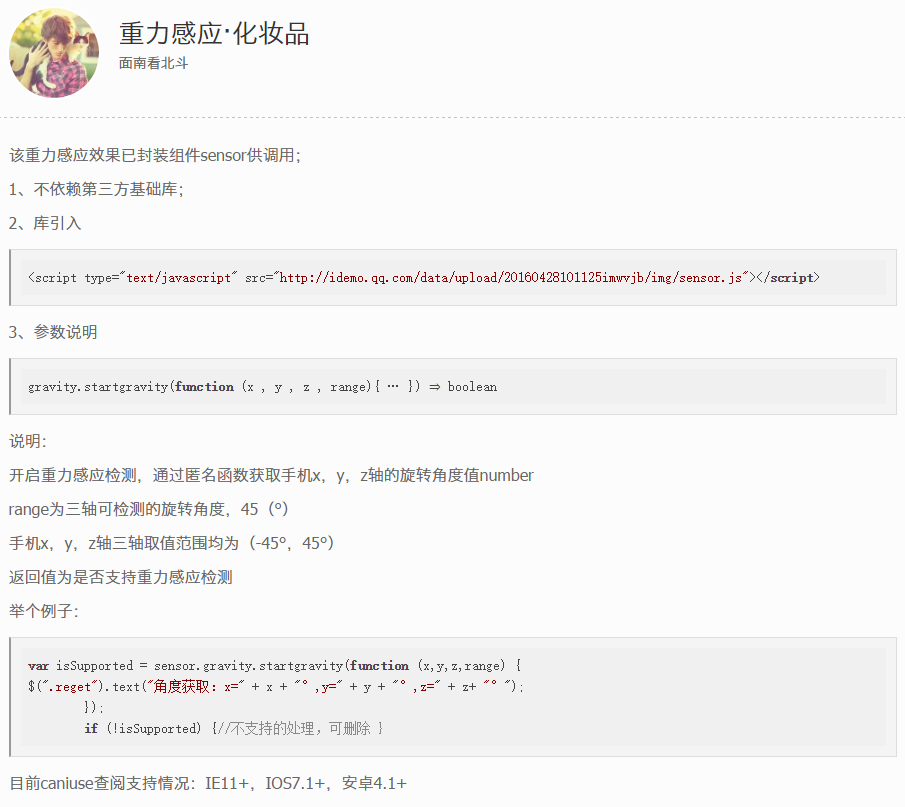 重力感应·化妆品
面南看北斗
该重力感应效果已封装组件sensor供调用；
1、不依赖第三方基础库；
2、库引入
<script type="text/javascript" src="http://idemo.qq.com/data/upload/20160428101125imwvjb/img/sensor.js"></script>
3、参数说明
gravity.startgravity(function (x , y , z , range){ … }) ⇒ boolean
说明：
开启重力感应检测，通过匿名函数获取手机x，y，z轴的旋转角度值number
range为三轴可检测的旋转角度，45（°）
手机x，y，z轴三轴取值范围均为（-45°，45°）
返回值为是否支持重力感应检测
举个例子：
var isSupported = sensor.gravity.startgravity(function (x,y,z,range) {
$(".reget").text("角度获取：x=" + x + "° ,y=" + y + "° ,z=" + z+ "° ");
});
if (!isSupported) {//不支持的处理，可删除 }
目前caniuse查阅支持情况：IE11+，IOS7.1+，安卓4.1+